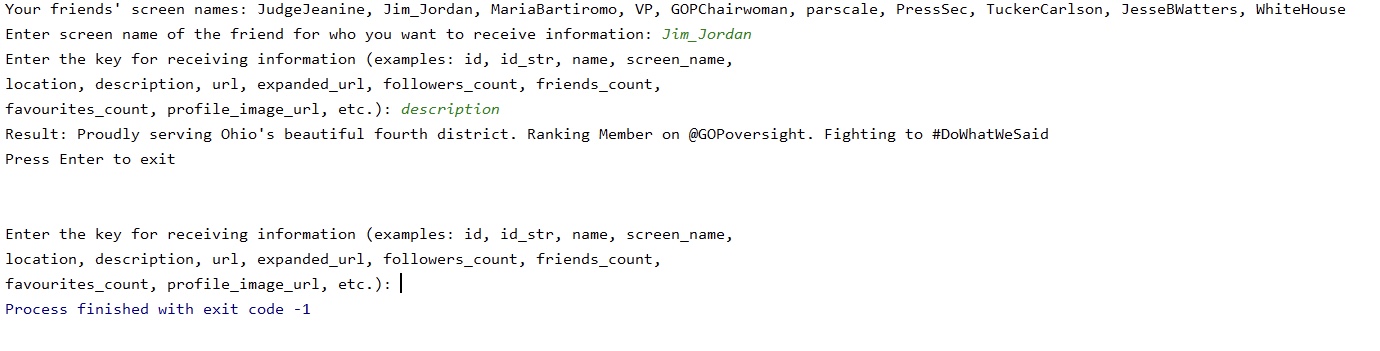 Your friends' screen names: JudgeJeanine, Jim_Jordan, MariaBartiromo, VP, GOPChairwoman, parscale, PressSec, TuckerCarlson, JesseBWatters, WhiteHouse
Enter screen name of the friend for who you want to receive information: Jim_Jordan
Enter the key for receiving information (examples: id, id_str, name, screen_name,
location, description, url, expanded_url, followers_count, friends_count,
favourites_count, profile_image_url, etc.): description
Result: Proudly serving Ohio's beautiful fourth district. Ranking Member on @GOPoversight. Fighting to #DoWhatWeSaid
Press Enter to exit
Enter the key for receiving information (examples: id, id_str, name, screen_name,
location, description, url, expanded_url, followers_count, friends_count,
favourites_count, profile_image_url, etc.):
Process finished with exit code -1